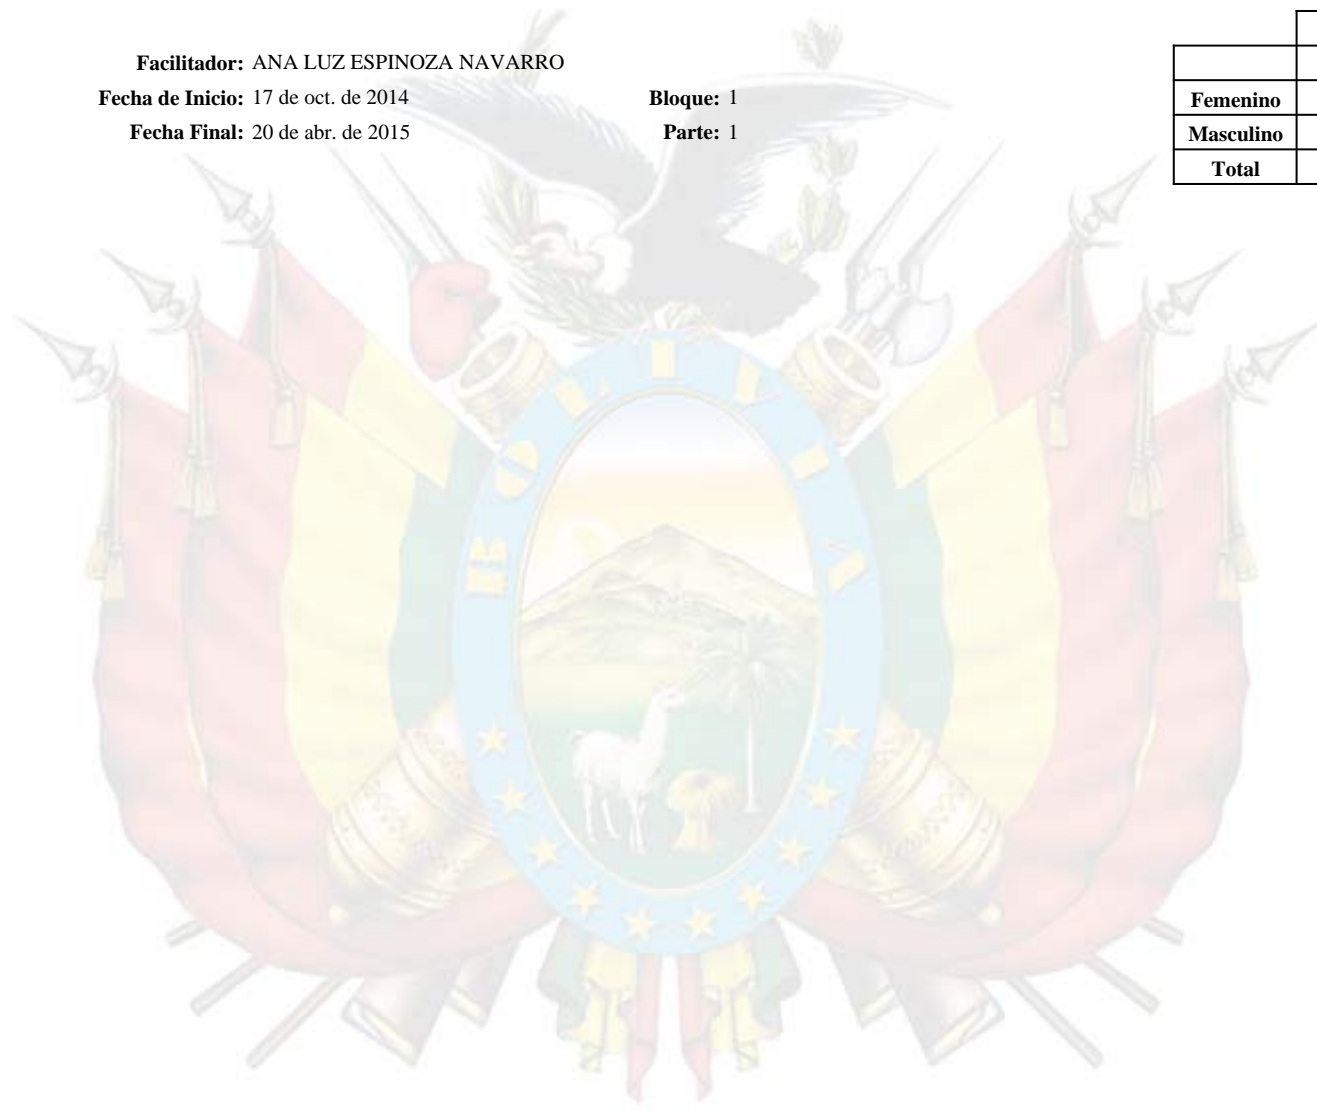 Facilitador: ANA LUZ ESPINOZA NAVARRO
Fecha de Inicio: 17 de oct. de 2014 Bloque: 1
Fecha Final: 20 de abr. de 2015 Parte: 1
Femenino
Masculino
Total
BOLIVIA